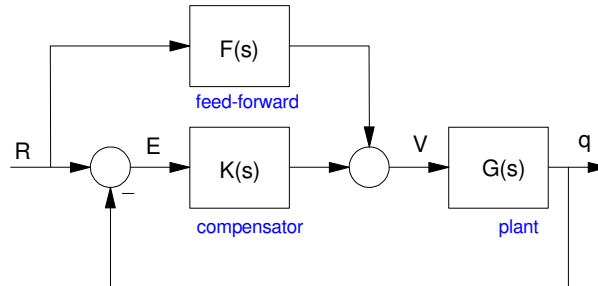 F(s)
feed-forward
R
E
K(s)
V
G(s)
q
–
compensator
plant